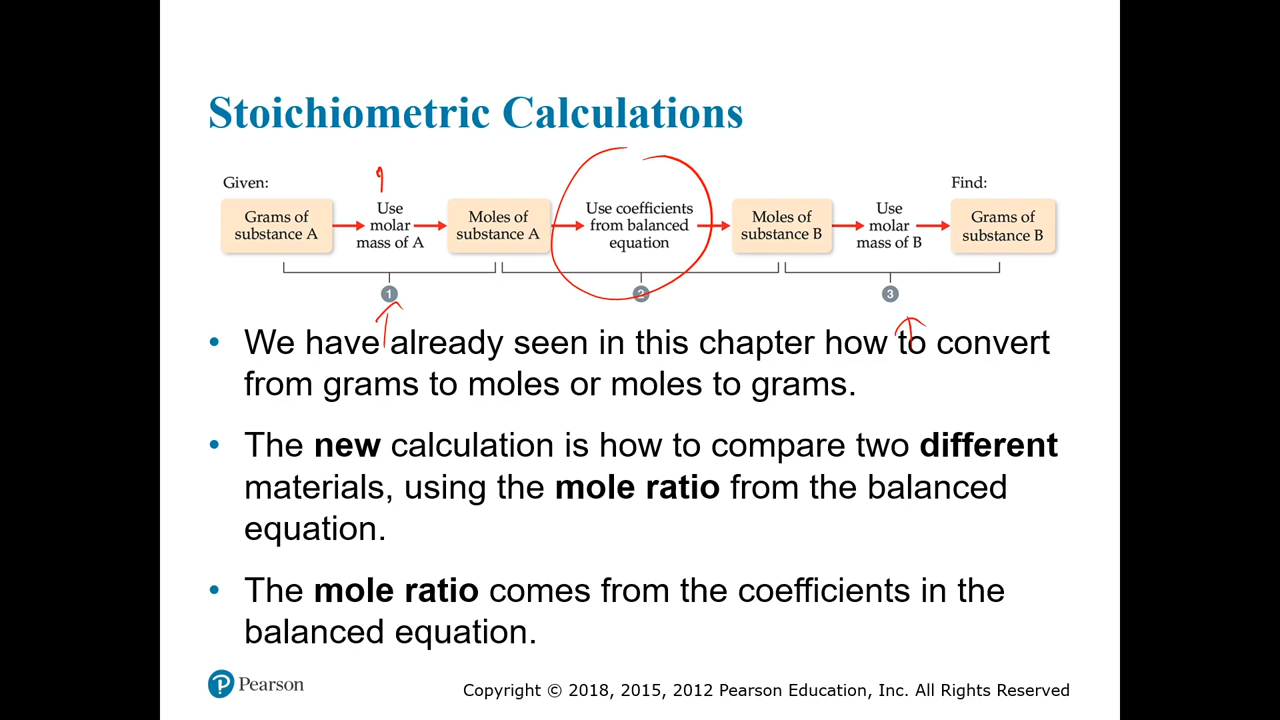 Stoichiometric Calculations
Given:
Find:
Grams of
substance A
Use
molar
mass of A
Moles of
substance A
Use coefficients
from balanced
equation
Moles of
substance B
Use
molar
mass of B
Grams of
substance B
1
2
3
• We have already seen in this chapter how to convert
from grams to moles or moles to grams.
• The new calculation is how to compare two different
materials, using the mole ratio from the balanced
equation.
• The mole ratio comes from the coefficients in the
balanced equation.
Pearson
Copyright © 2018, 2015, 2012 Pearson Education, Inc. All Rights Reserved